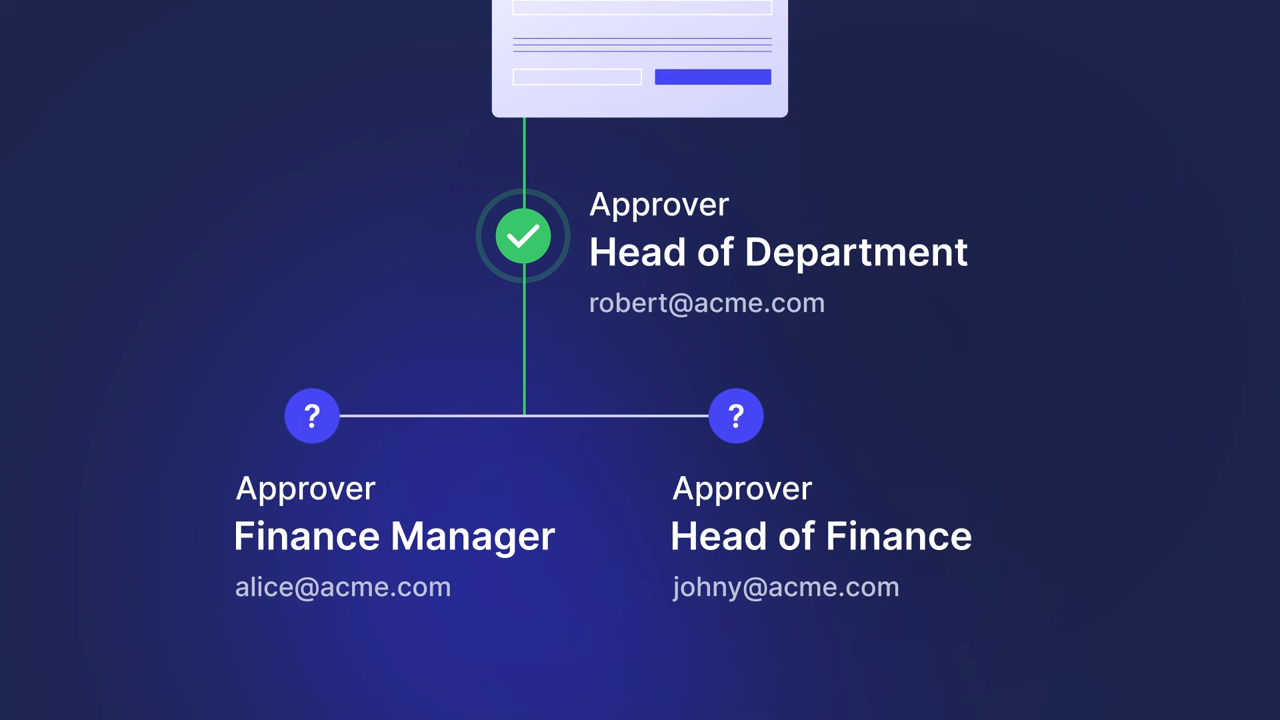 Approver
Head of Department
robert@acme.com
? ?
Approver
Finance Manager
alice@acme.com
Approver
Head of Finance
johny@acme.com